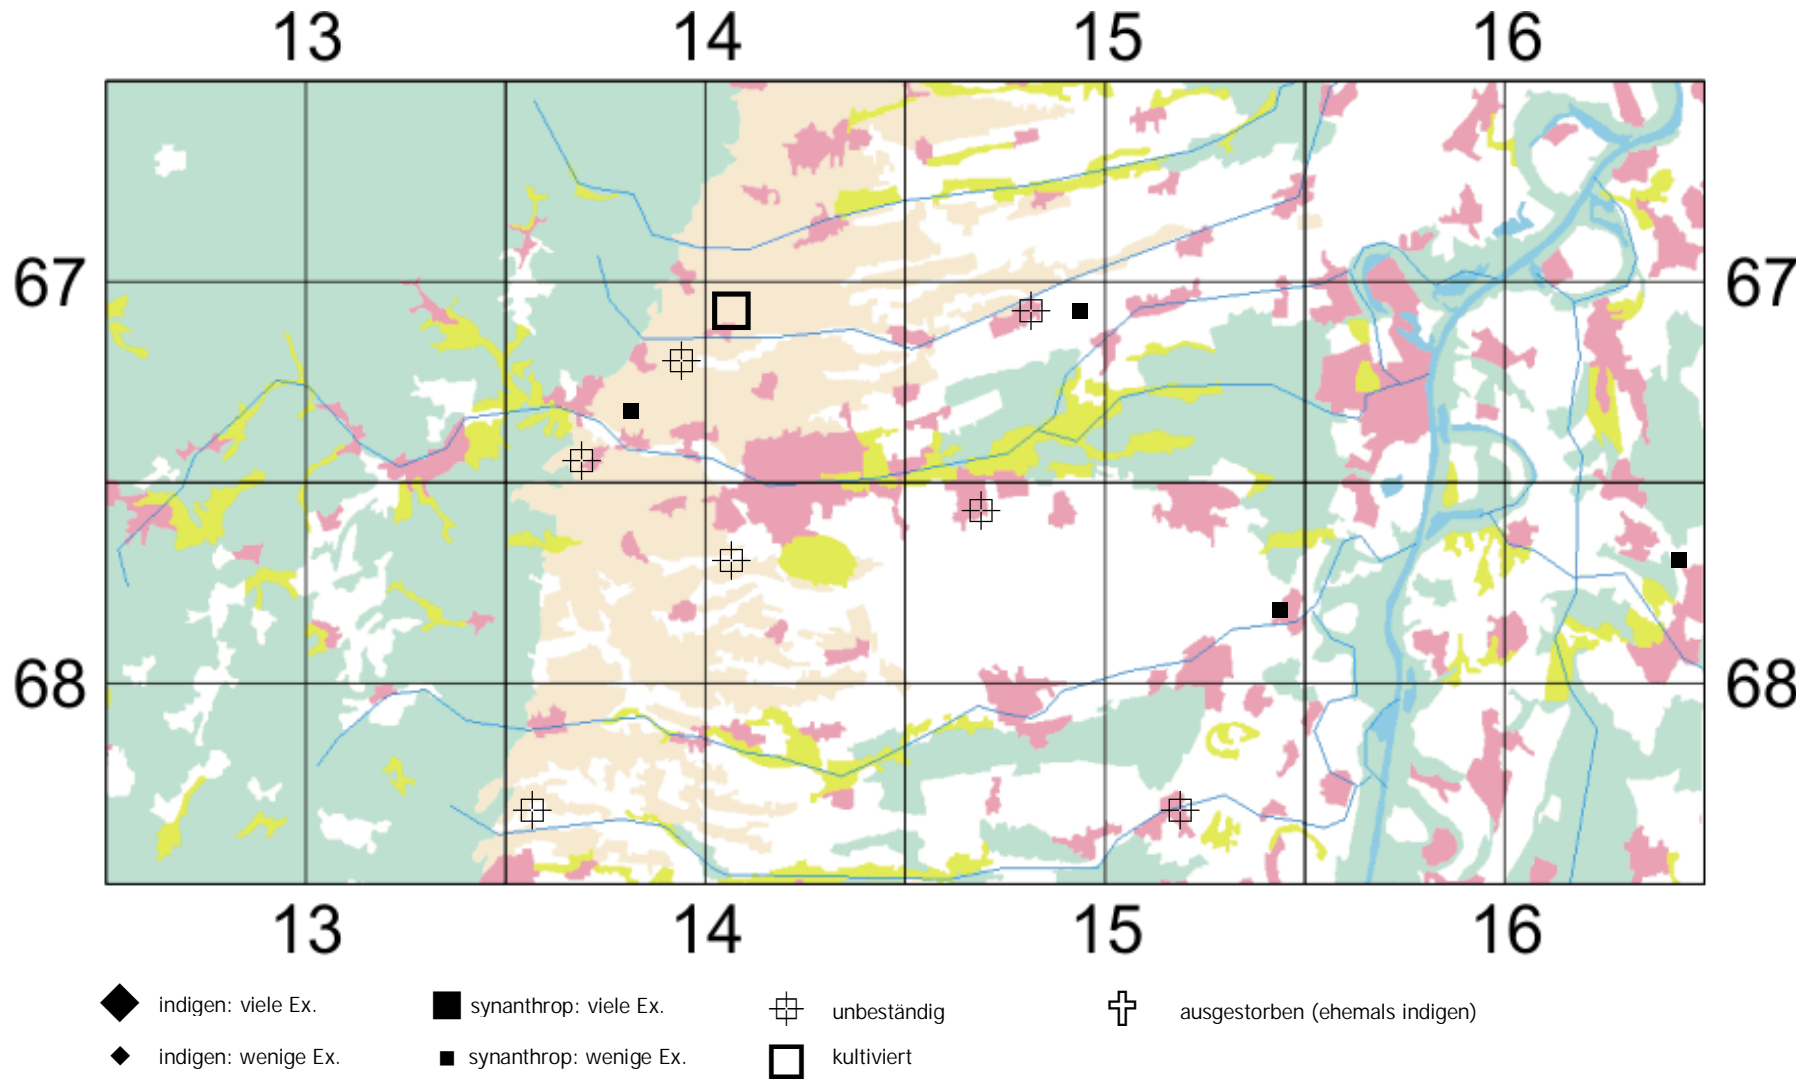 13 14 15 16
67 67
68 68
13 14 15 16
indigen: viele Ex. synanthrop: viele Ex. unbeständig ausgestorben (ehemals indigen)
indigen: wenige Ex. synanthrop: wenige Ex. kultiviert